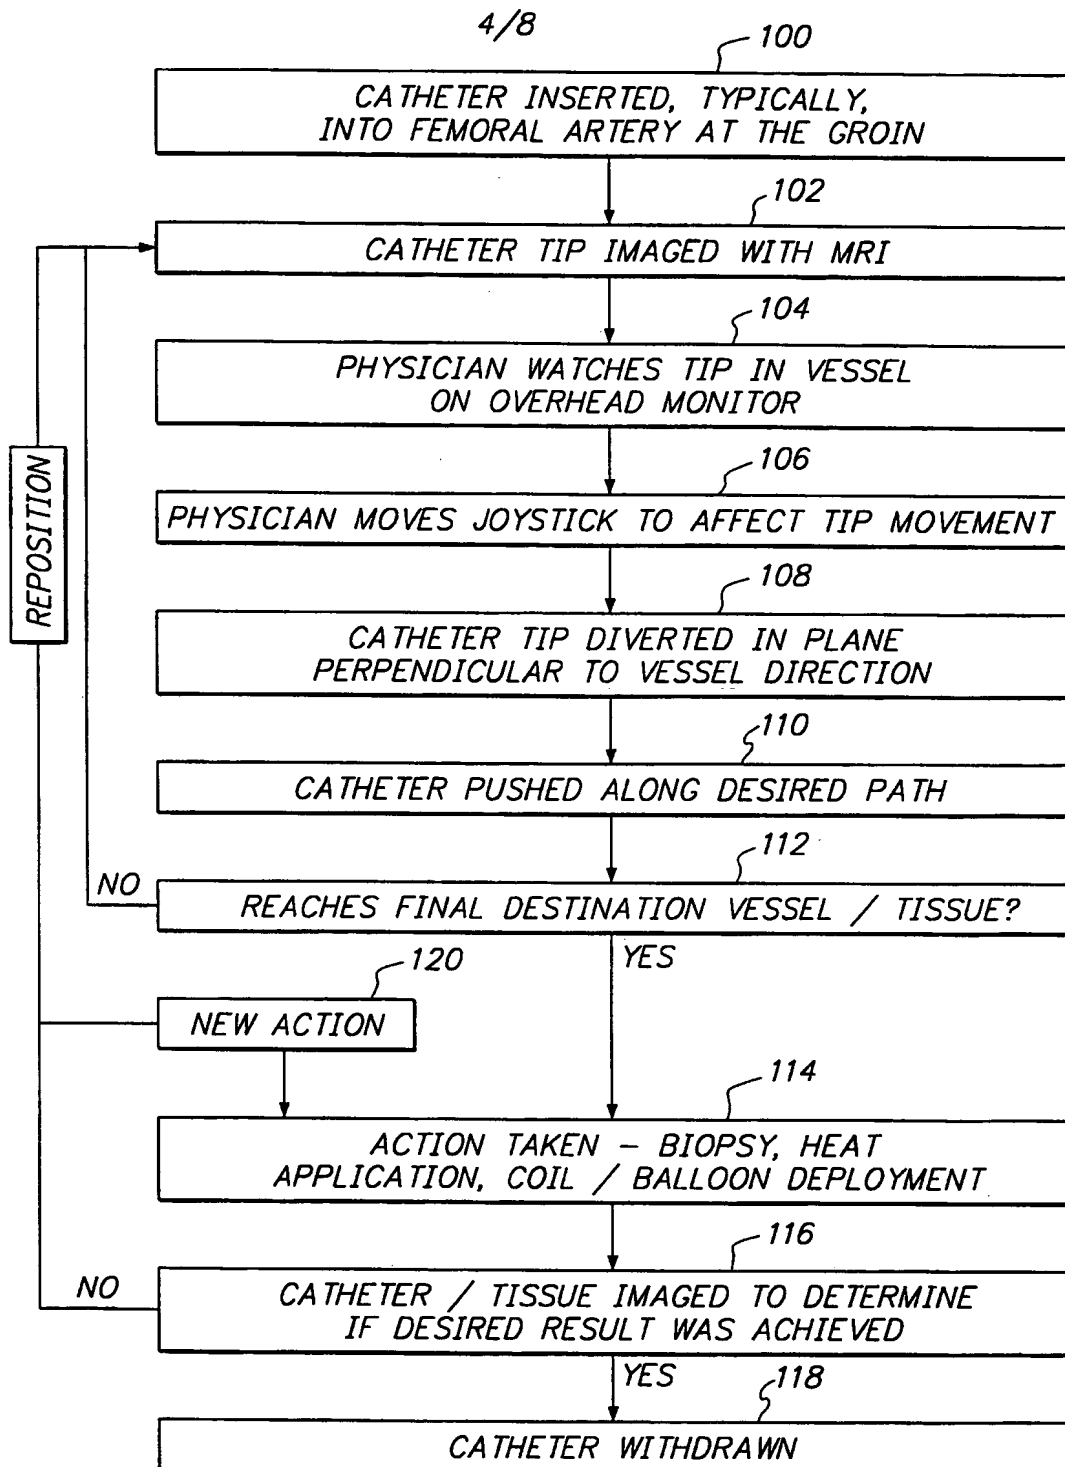 4/8
100
CATHETER INSERTED, TYPICALLY,
INTO FEMORAL ARTERY AT THE GROIN
102
CATHETER TIP IMAGED WITH MRI
104
PHYSICIAN WATCHES TIP IN VESSEL
ON OVERHEAD MONITOR
106
PHYSICIAN MOVES JOYSTICK TO AFFECT TIP MOVEMENT
REPOSITION
108
CATHETER TIP DIVERTED IN PLANE
PERPENDICULAR TO VESSEL DIRECTION
110
CATHETER PUSHED ALONG DESIRED PATH
112
NO
REACHES FINAL DESTINATION VESSEL / TISSUE?
YES
120
NEW ACTION
114
ACTION TAKEN – BIOPSY, HEAT
APPLICATION, COIL / BALLOON DEPLOYMENT
116
NO
CATHETER / TISSUE IMAGED TO DETERMINE
IF DESIRED RESULT WAS ACHIEVED
YES
118
CATHETER WITHDRAWN